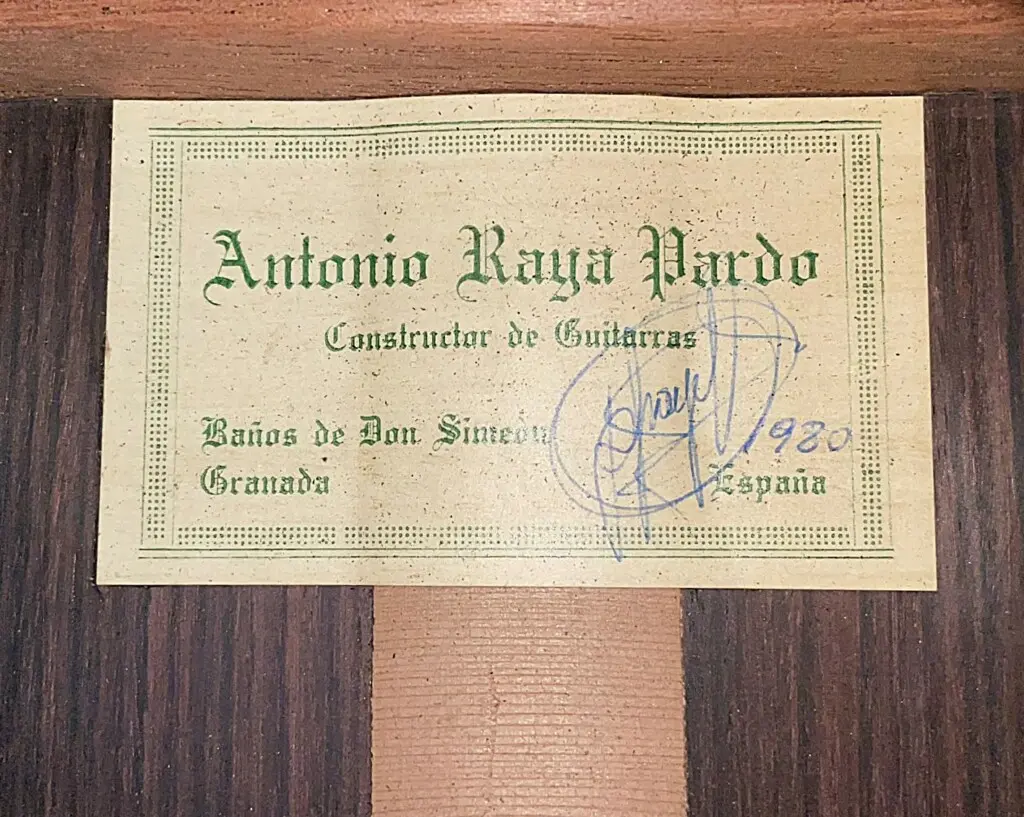 Antonio Raya Pardo
Constructor de Guitarras
Baños de Don Simeón
1980
Granada España